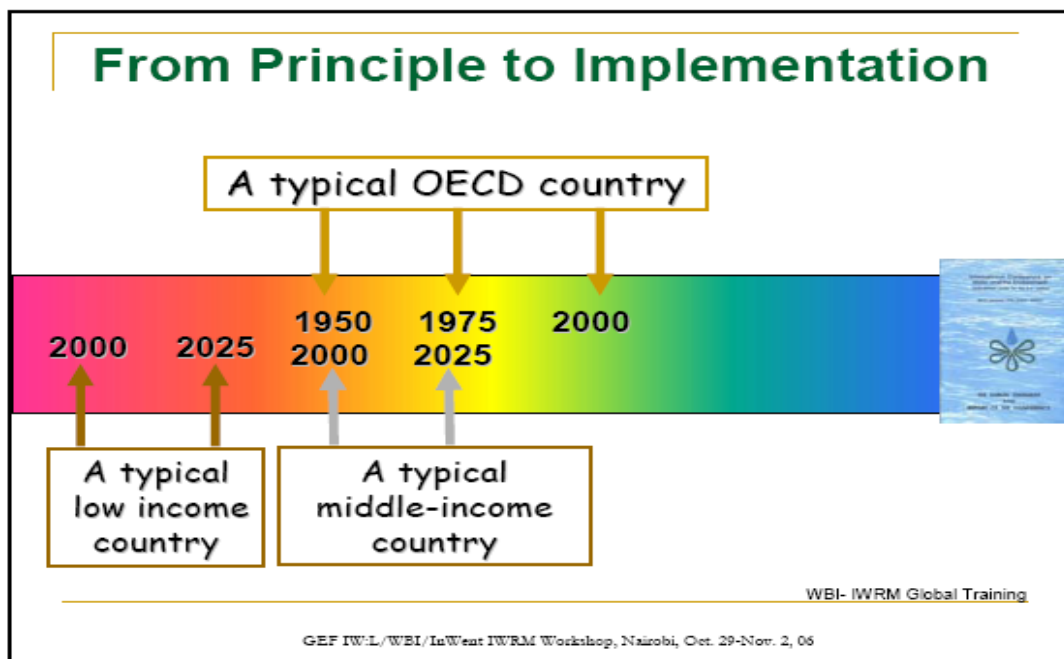 From Principle to Implementation
A typical OECD country
1950 1975 2000
2000 2025 2000 2025
A typical
low income
country
A typical
middle-income
country
WBI- IWRM Global Training
GEF IW:L/WBI/InWent IWRM Workshop, Nairobi, Oct. 29-Nov. 2, 06